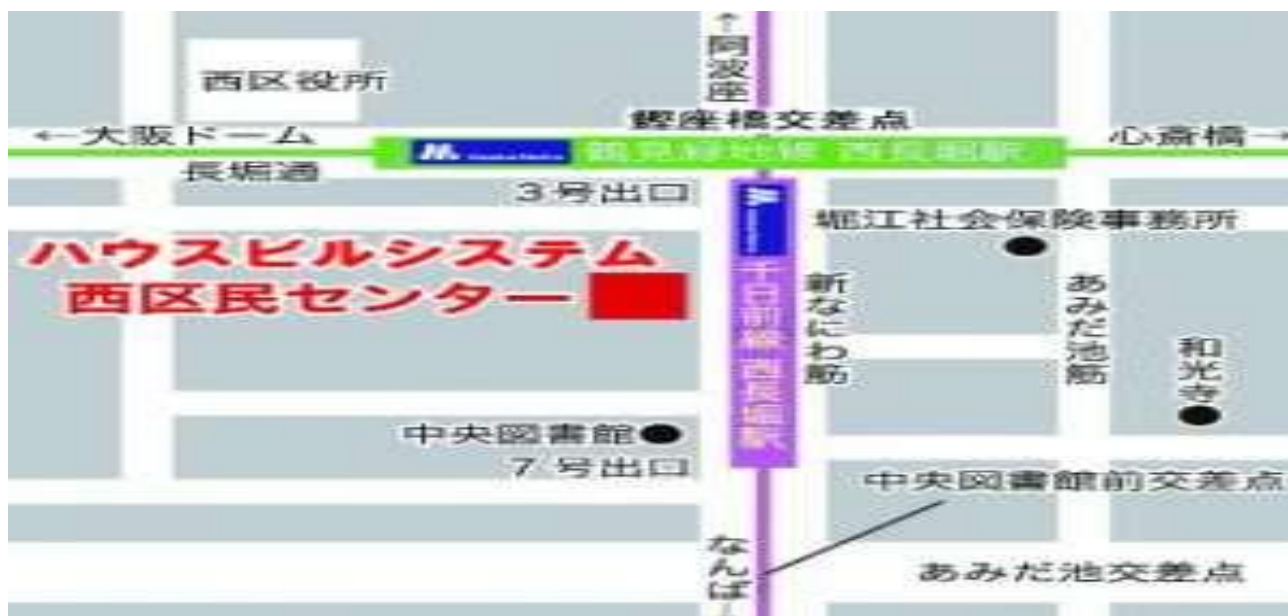 ↑阿波座
西区役所
鰹座橋交差点
←大阪ドーム
心斎橋→
鶴見緑地線 西長堀駅
長堀通
3号出口
堀江社会保険事務所
ハウスビルシステム
西区民センター
千日前線 西長堀駅
新なにわ筋
あみだ池筋
和光寺
中央図書館
7号出口
中央図書館前交差点
なんば↓
あみだ池交差点